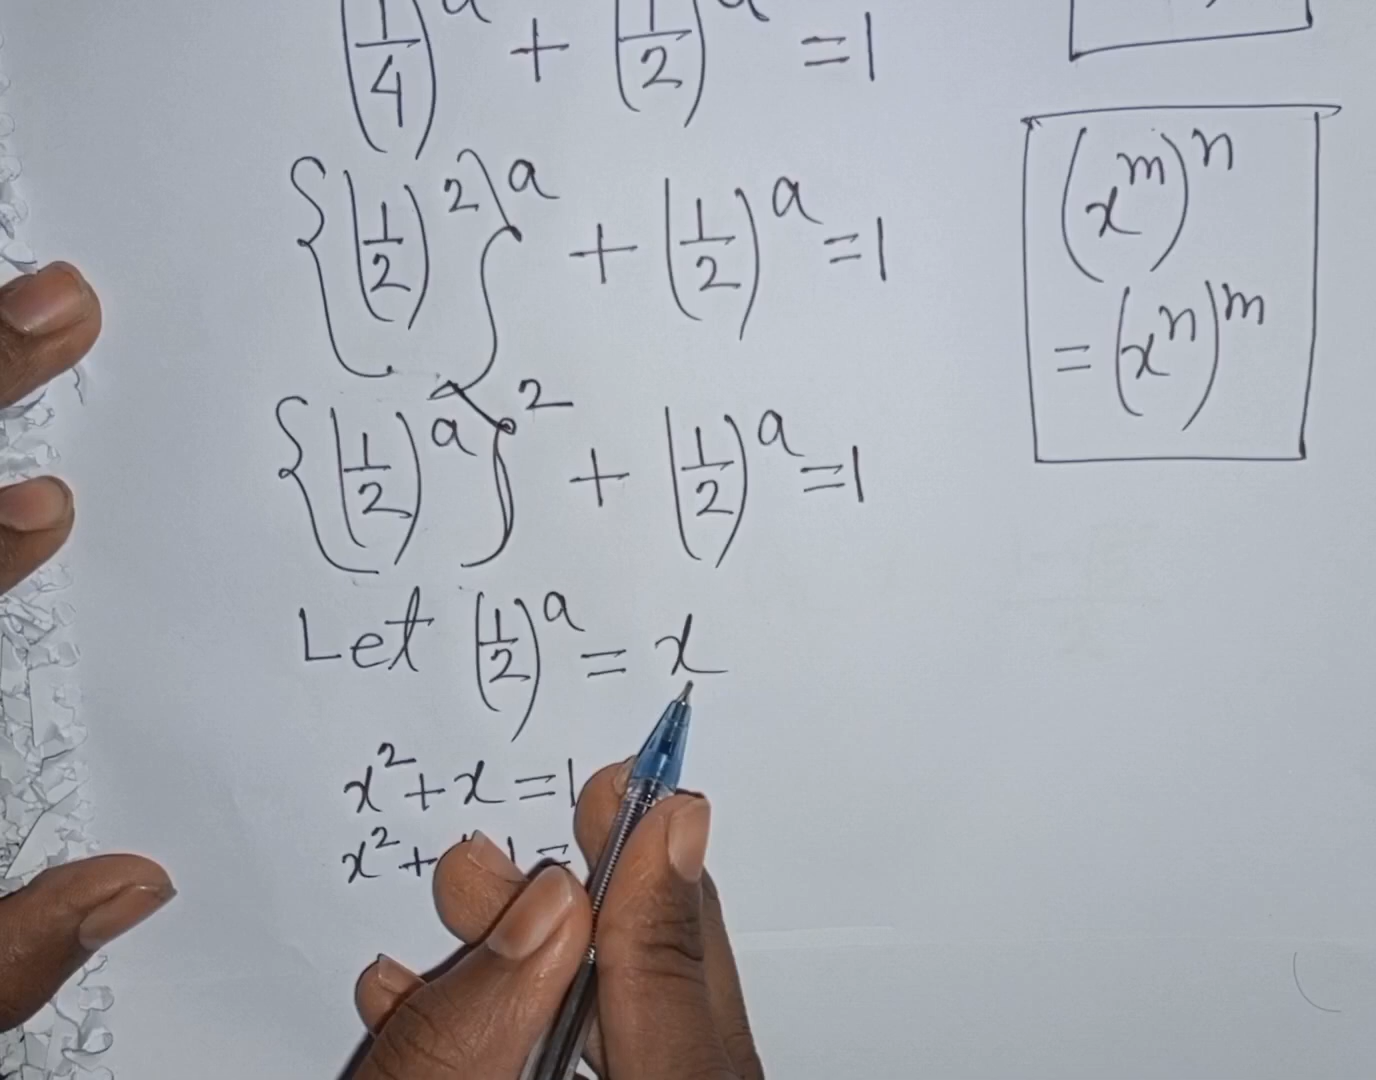 (1/4)^a + (1/2)^a = 1
{(1/2)^2}^a + (1/2)^a = 1
{(1/2)^a}^2 + (1/2)^a = 1
Let (1/2)^a = x
x^2 + x = 1
x^2 +
(x^m)^n
= (x^n)^m